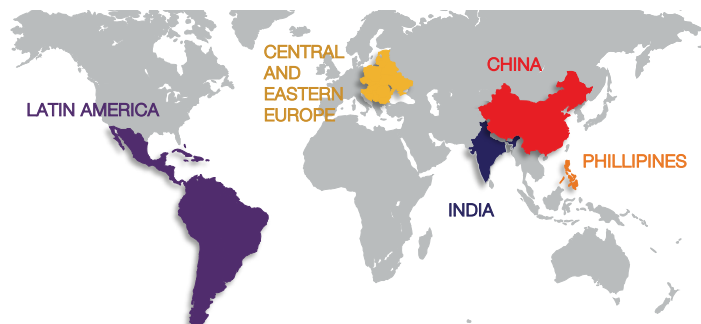 CENTRAL
AND
EASTERN
EUROPE
CHINA
LATIN AMERICA
PHILLIPINES
INDIA